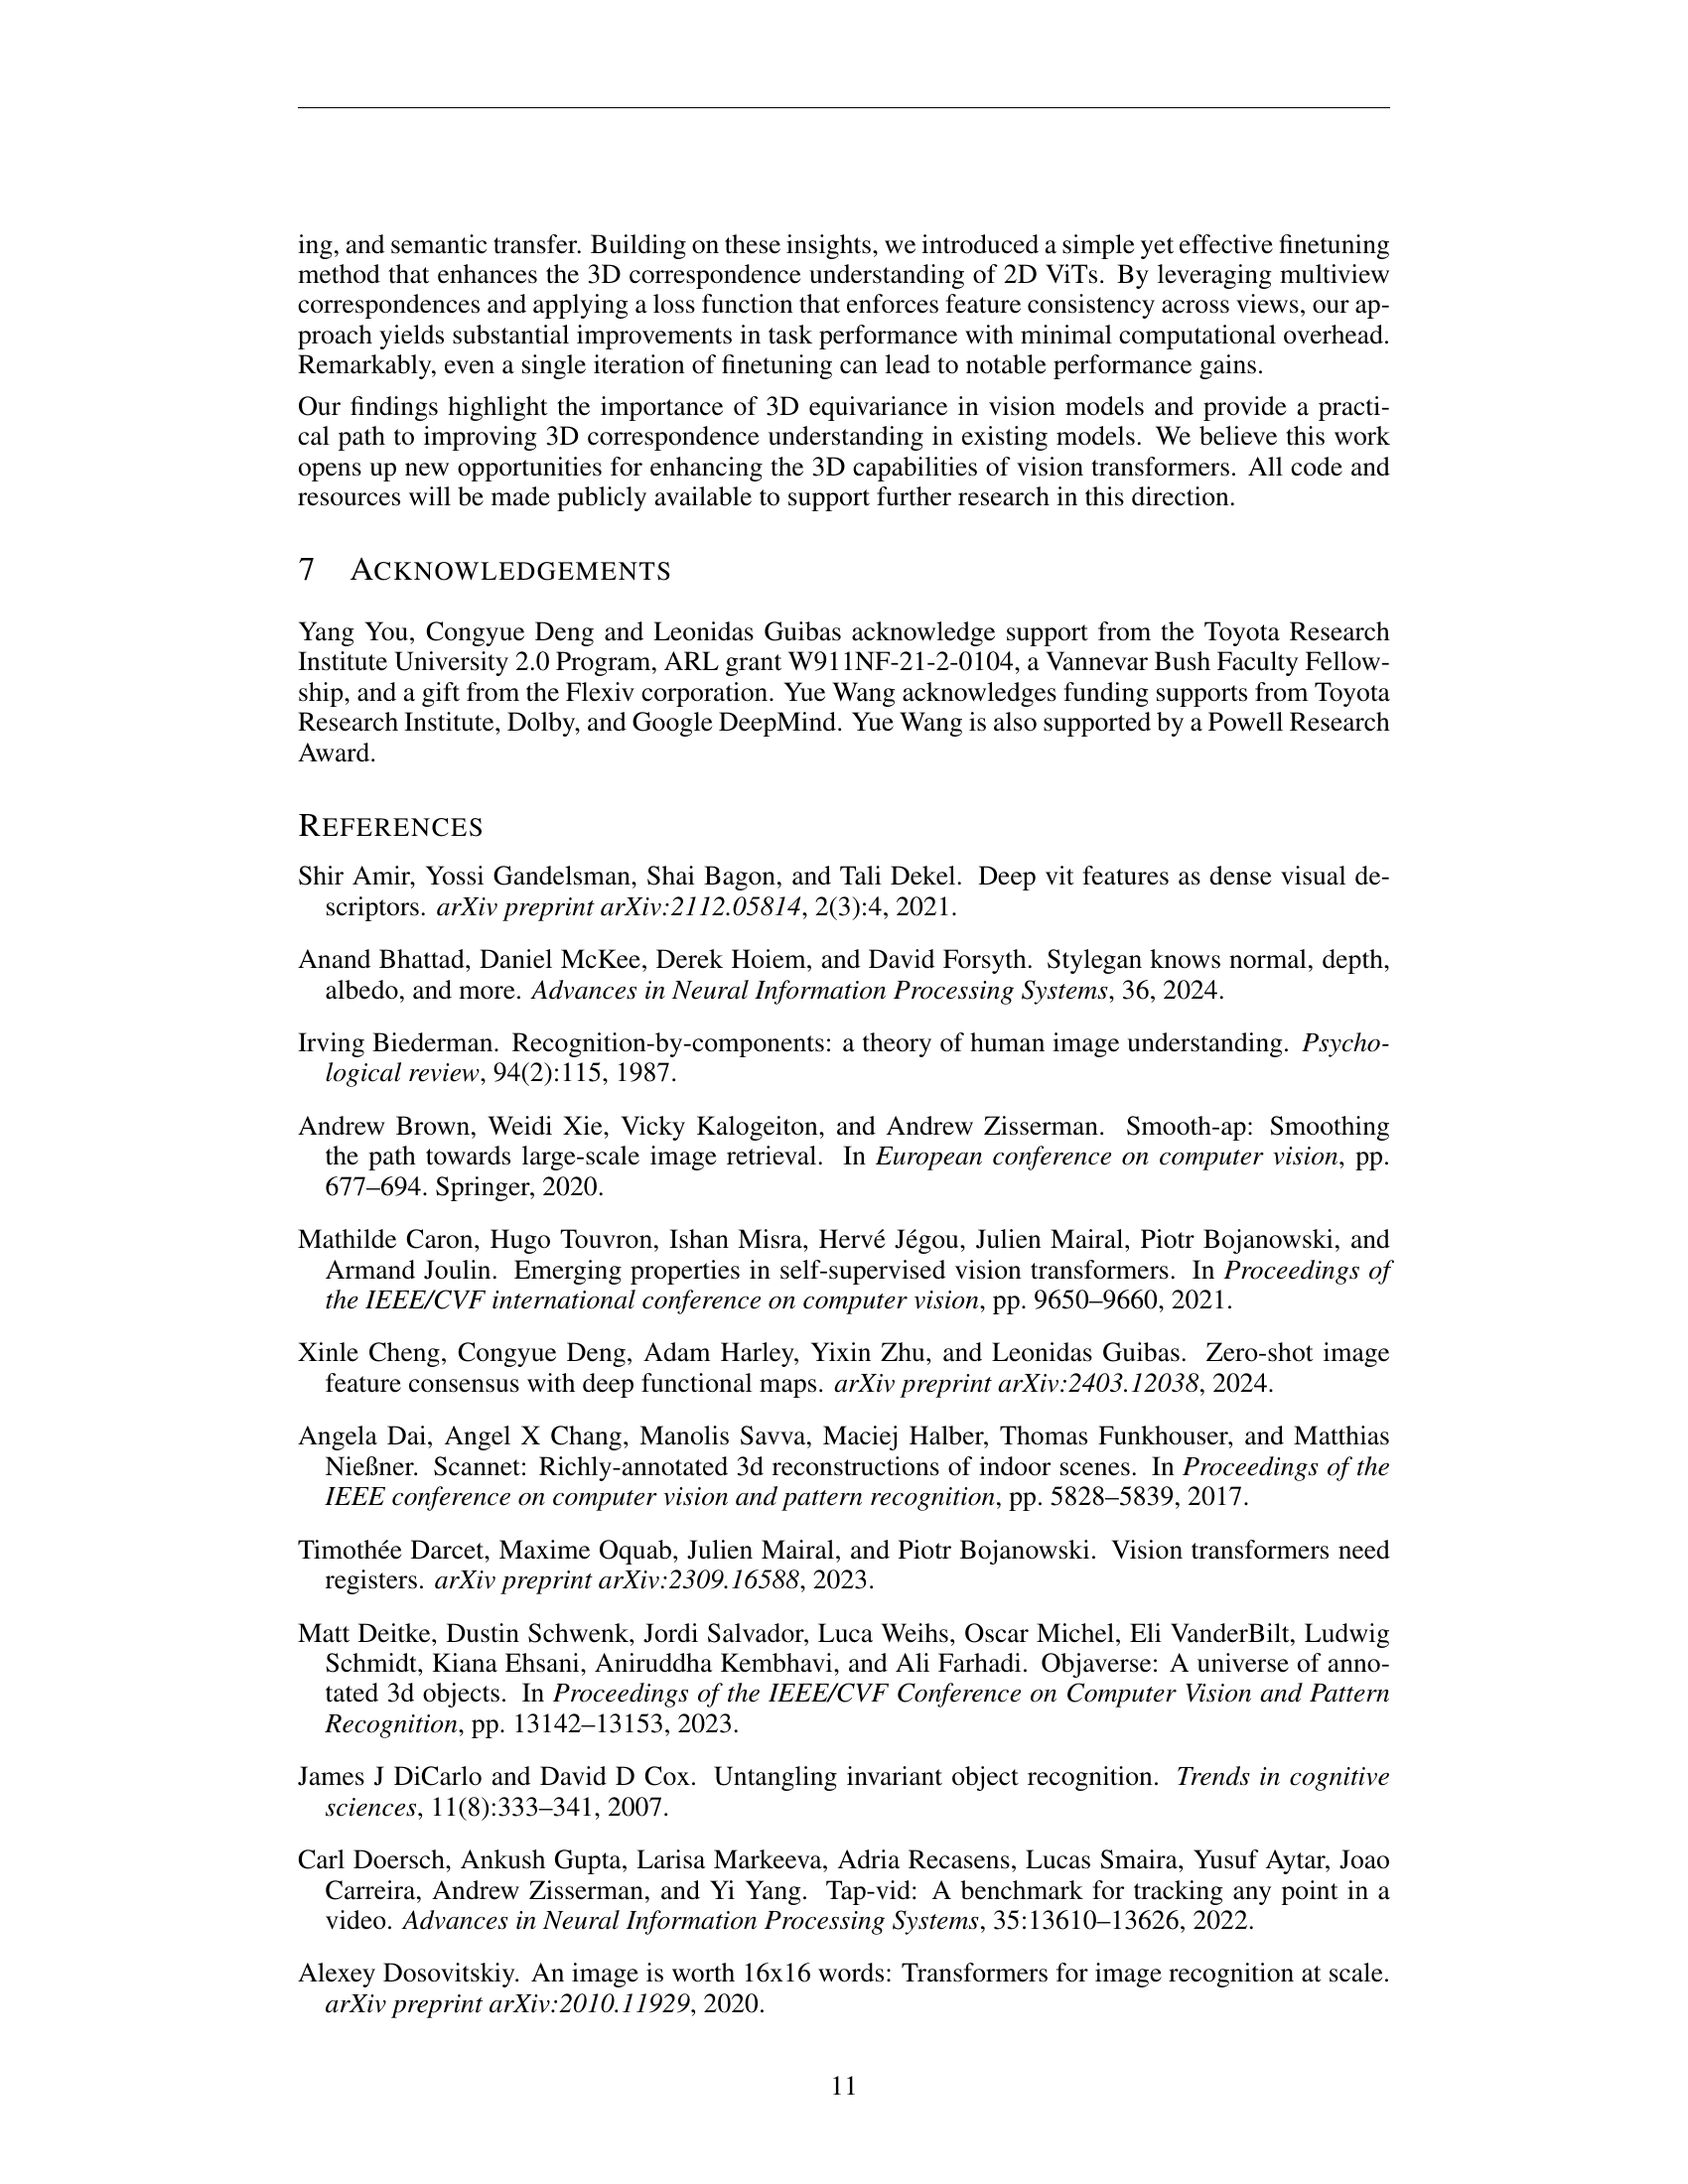 ing, and semantic transfer. Building on these insights, we introduced a simple yet effective finetuning
method that enhances the 3D correspondence understanding of 2D ViTs. By leveraging multiview
correspondences and applying a loss function that enforces feature consistency across views, our ap-
proach yields substantial improvements in task performance with minimal computational overhead.
Remarkably, even a single iteration of finetuning can lead to notable performance gains.
Our findings highlight the importance of 3D equivariance in vision models and provide a practi-
cal path to improving 3D correspondence understanding in existing models. We believe this work
opens up new opportunities for enhancing the 3D capabilities of vision transformers. All code and
resources will be made publicly available to support further research in this direction.
7 ACKNOWLEDGEMENTS
Yang You, Congyue Deng and Leonidas Guibas acknowledge support from the Toyota Research
Institute University 2.0 Program, ARL grant W911NF-21-2-0104, a Vannevar Bush Faculty Fellow-
ship, and a gift from the Flexiv corporation. Yue Wang acknowledges funding supports from Toyota
Research Institute, Dolby, and Google DeepMind. Yue Wang is also supported by a Powell Research
Award.
REFERENCES
Shir Amir, Yossi Gandelsman, Shai Bagon, and Tali Dekel. Deep vit features as dense visual de-
scriptors. arXiv preprint arXiv:2112.05814, 2(3):4, 2021.
Anand Bhattad, Daniel McKee, Derek Hoiem, and David Forsyth. Stylegan knows normal, depth,
albedo, and more. Advances in Neural Information Processing Systems, 36, 2024.
Irving Biederman. Recognition-by-components: a theory of human image understanding. Psycho-
logical review, 94(2):115, 1987.
Andrew Brown, Weidi Xie, Vicky Kalogeiton, and Andrew Zisserman. Smooth-ap: Smoothing
the path towards large-scale image retrieval. In European conference on computer vision, pp.
677–694. Springer, 2020.
Mathilde Caron, Hugo Touvron, Ishan Misra, Hervé Jégou, Julien Mairal, Piotr Bojanowski, and
Armand Joulin. Emerging properties in self-supervised vision transformers. In Proceedings of
the IEEE/CVF international conference on computer vision, pp. 9650–9660, 2021.
Xinle Cheng, Congyue Deng, Adam Harley, Yixin Zhu, and Leonidas Guibas. Zero-shot image
feature consensus with deep functional maps. arXiv preprint arXiv:2403.12038, 2024.
Angela Dai, Angel X Chang, Manolis Savva, Maciej Halber, Thomas Funkhouser, and Matthias
Nießner. Scannet: Richly-annotated 3d reconstructions of indoor scenes. In Proceedings of the
IEEE conference on computer vision and pattern recognition, pp. 5828–5839, 2017.
Timothée Darcet, Maxime Oquab, Julien Mairal, and Piotr Bojanowski. Vision transformers need
registers. arXiv preprint arXiv:2309.16588, 2023.
Matt Deitke, Dustin Schwenk, Jordi Salvador, Luca Weihs, Oscar Michel, Eli VanderBilt, Ludwig
Schmidt, Kiana Ehsani, Aniruddha Kembhavi, and Ali Farhadi. Objaverse: A universe of anno-
tated 3d objects. In Proceedings of the IEEE/CVF Conference on Computer Vision and Pattern
Recognition, pp. 13142–13153, 2023.
James J DiCarlo and David D Cox. Untangling invariant object recognition. Trends in cognitive
sciences, 11(8):333–341, 2007.
Carl Doersch, Ankush Gupta, Larisa Markeeva, Adria Recasens, Lucas Smaira, Yusuf Aytar, Joao
Carreira, Andrew Zisserman, and Yi Yang. Tap-vid: A benchmark for tracking any point in a
video. Advances in Neural Information Processing Systems, 35:13610–13626, 2022.
Alexey Dosovitskiy. An image is worth 16x16 words: Transformers for image recognition at scale.
arXiv preprint arXiv:2010.11929, 2020.
11